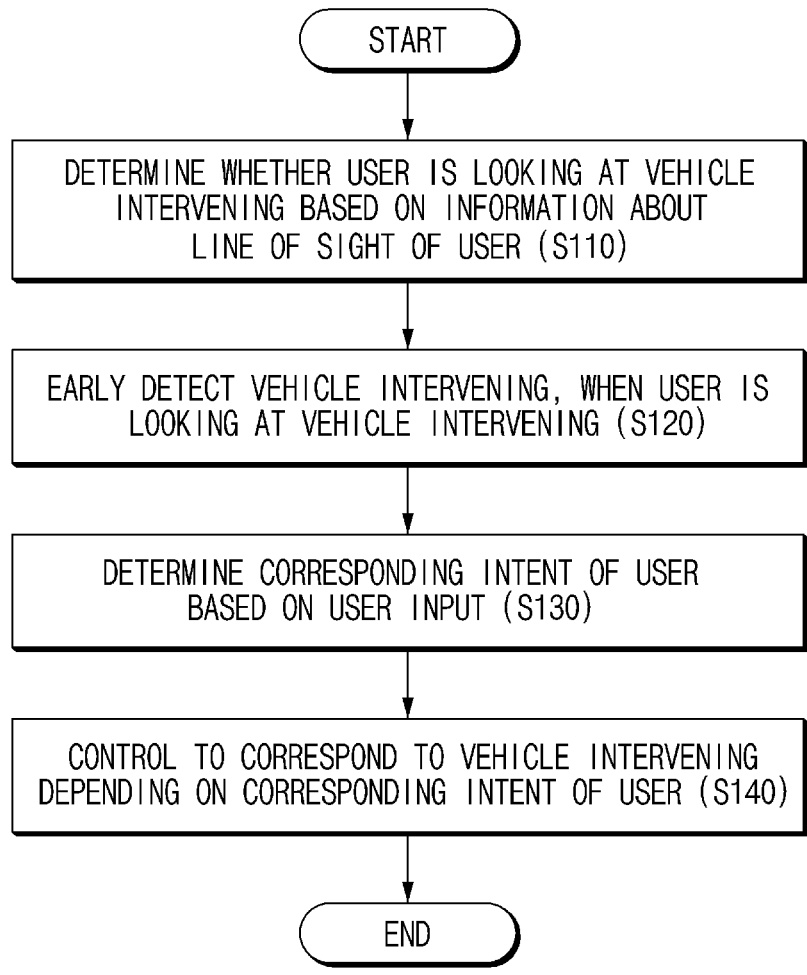 START
DETERMINE WHETHER USER IS LOOKING AT VEHICLE
INTERVENING BASED ON INFORMATION ABOUT
LINE OF SIGHT OF USER (S110)
EARLY DETECT VEHICLE INTERVENING, WHEN USER IS
LOOKING AT VEHICLE INTERVENING (S120)
DETERMINE CORRESPONDING INTENT OF USER
BASED ON USER INPUT (S130)
CONTROL TO CORRESPOND TO VEHICLE INTERVENING
DEPENDING ON CORRESPONDING INTENT OF USER (S140)
END